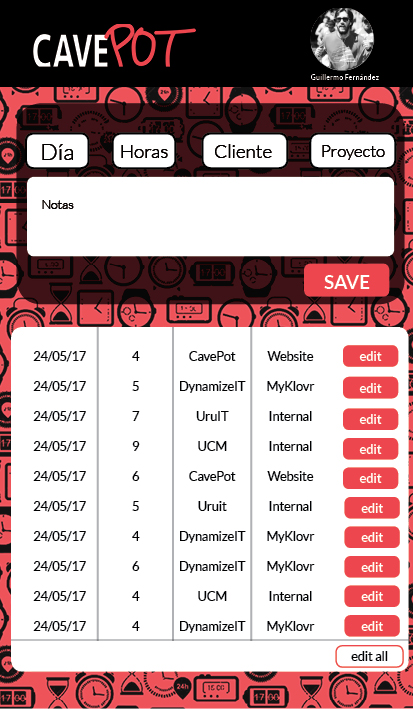 CAVEPOT
Guillermo Fernández
Día Horas Cliente Proyecto
Notas
SAVE
24/05/17 4 CavePot Website edit
24/05/17 5 DynamizeIT MyKlovr edit
24/05/17 7 UruIT Internal edit
24/05/17 9 UCM Internal edit
24/05/17 6 CavePot Website edit
24/05/17 5 Uruit Internal edit
24/05/17 4 DynamizeIT MyKlovr edit
24/05/17 6 DynamizeIT MyKlovr edit
24/05/17 4 UCM Internal edit
24/05/17 4 DynamizeIT MyKlovr edit
edit all